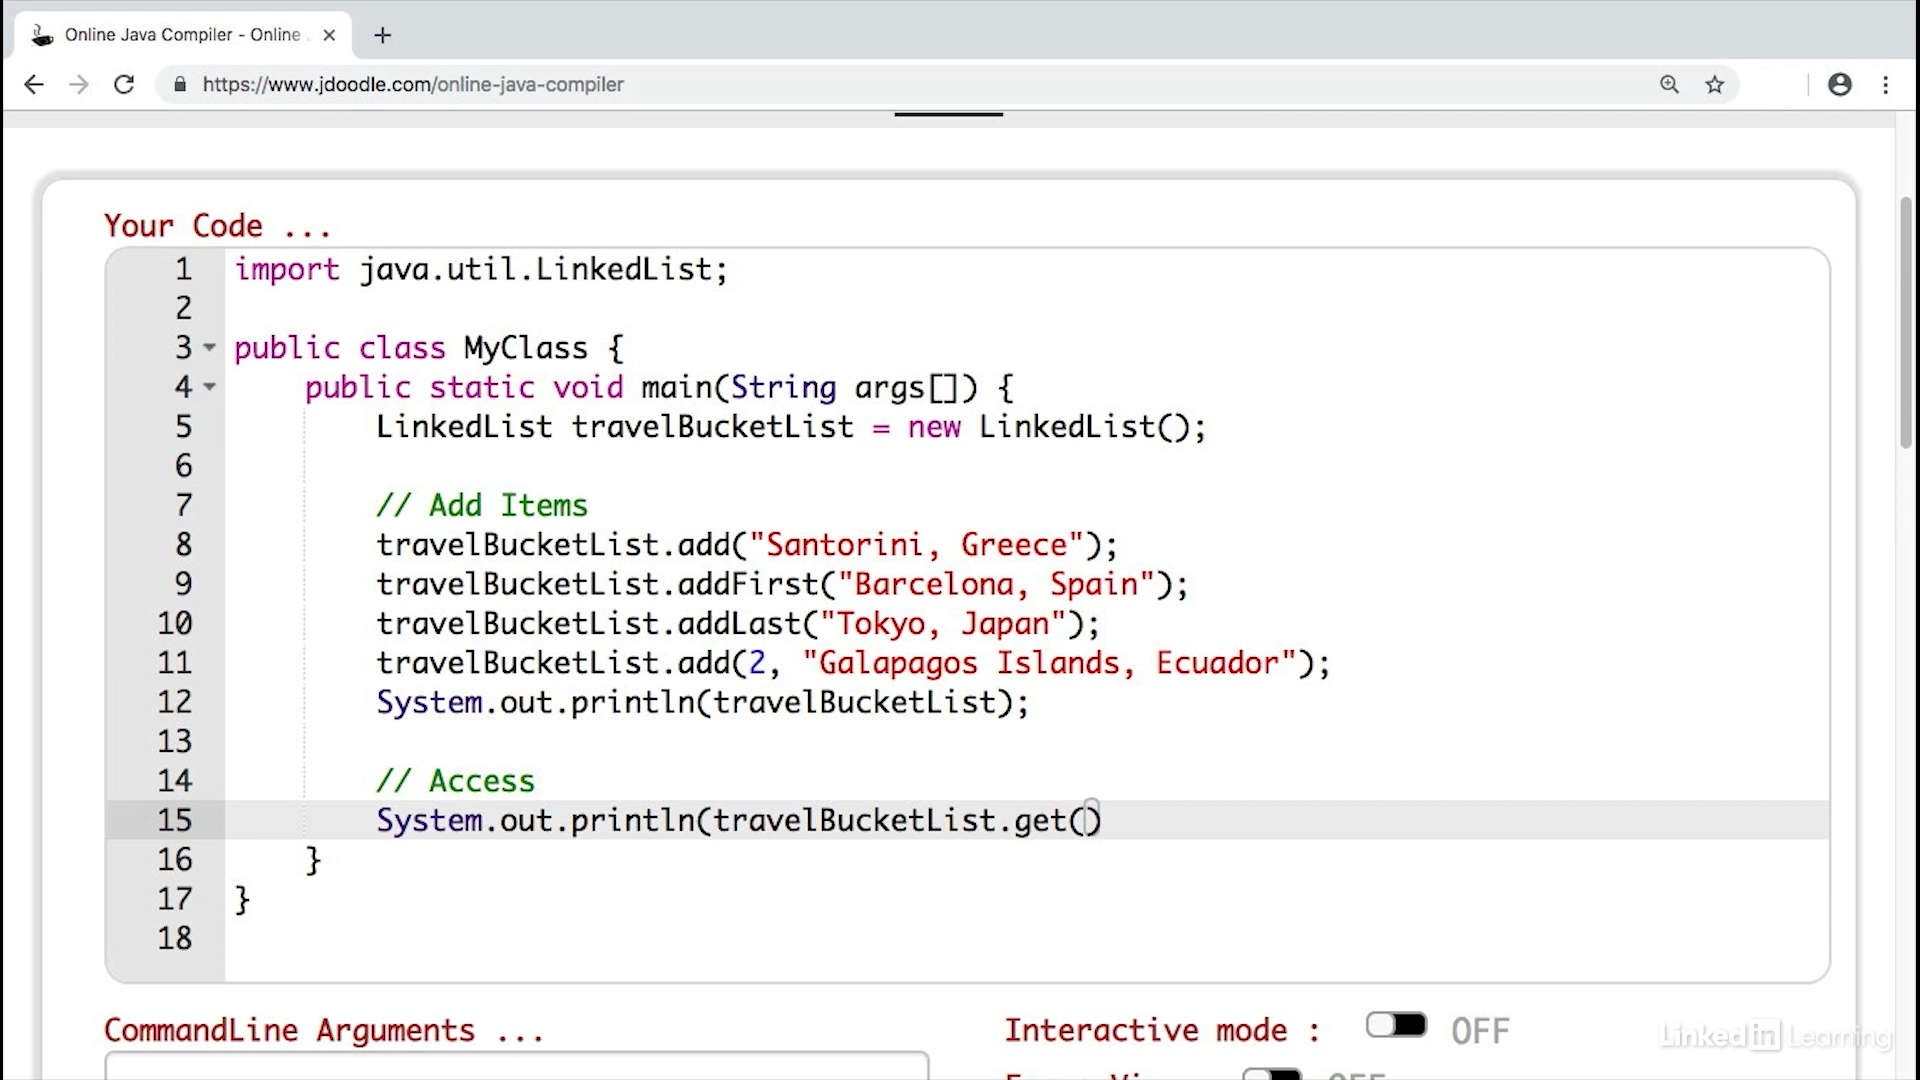 Online Java Compiler - Online
https://www.jdoodle.com/online-java-compiler
Your Code ...
1 import java.util.LinkedList;
2
3 public class MyClass {
4 public static void main(String args[]) {
5 LinkedList travelBucketList = new LinkedList();
6
7 // Add Items
8 travelBucketList.add("Santorini, Greece");
9 travelBucketList.addFirst("Barcelona, Spain");
10 travelBucketList.addLast("Tokyo, Japan");
11 travelBucketList.add(2, "Galapagos Islands, Ecuador");
12 System.out.println(travelBucketList);
13
14 // Access
15 System.out.println(travelBucketList.get()
16 }
17 }
18
CommandLine Arguments ...
Interactive mode : OFF
LinkedIn Learning